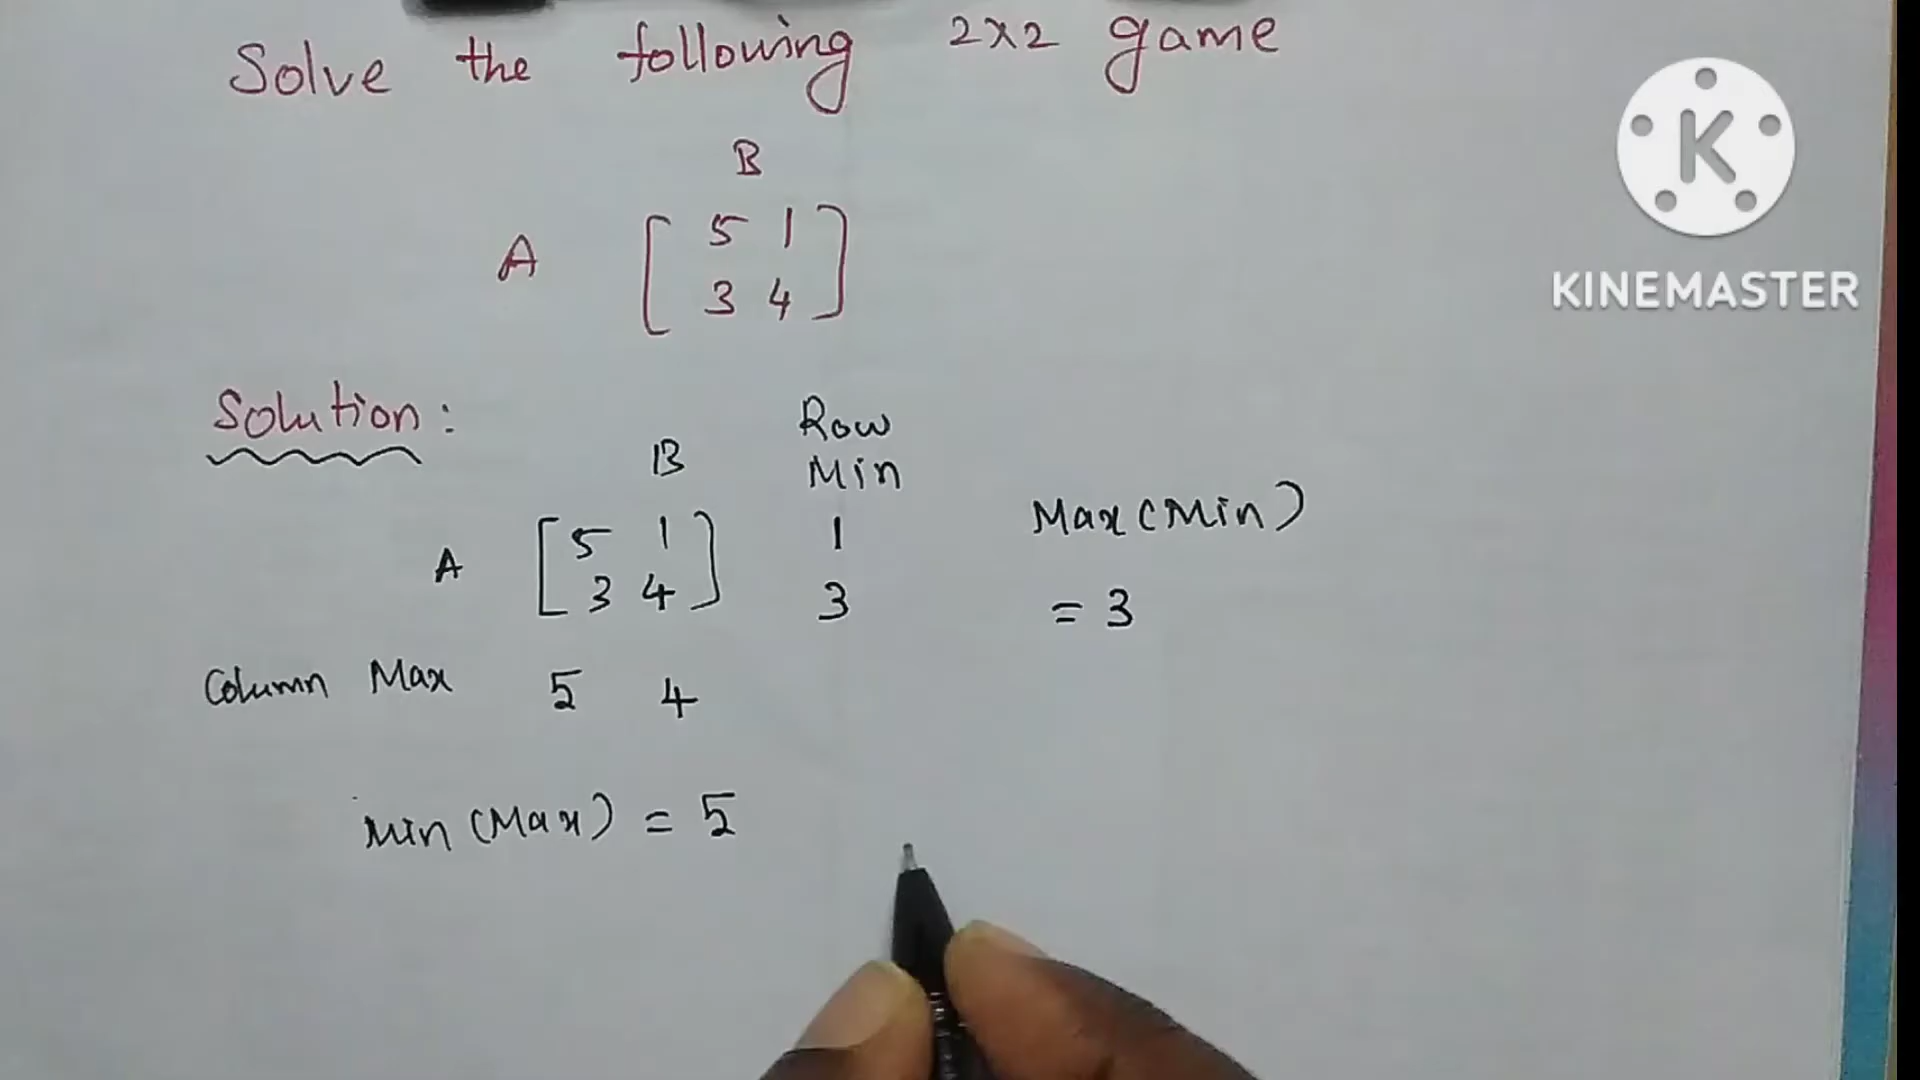 Solve the following 2x2 game
B
A [ 5 1
3 4 ]
K
KINEMASTER
Solution:
Row
B Min
A [ 5 1 ] 1 Max(Min)
3 4 3 = 3
Column Max 5 4
Min (Max) = 5